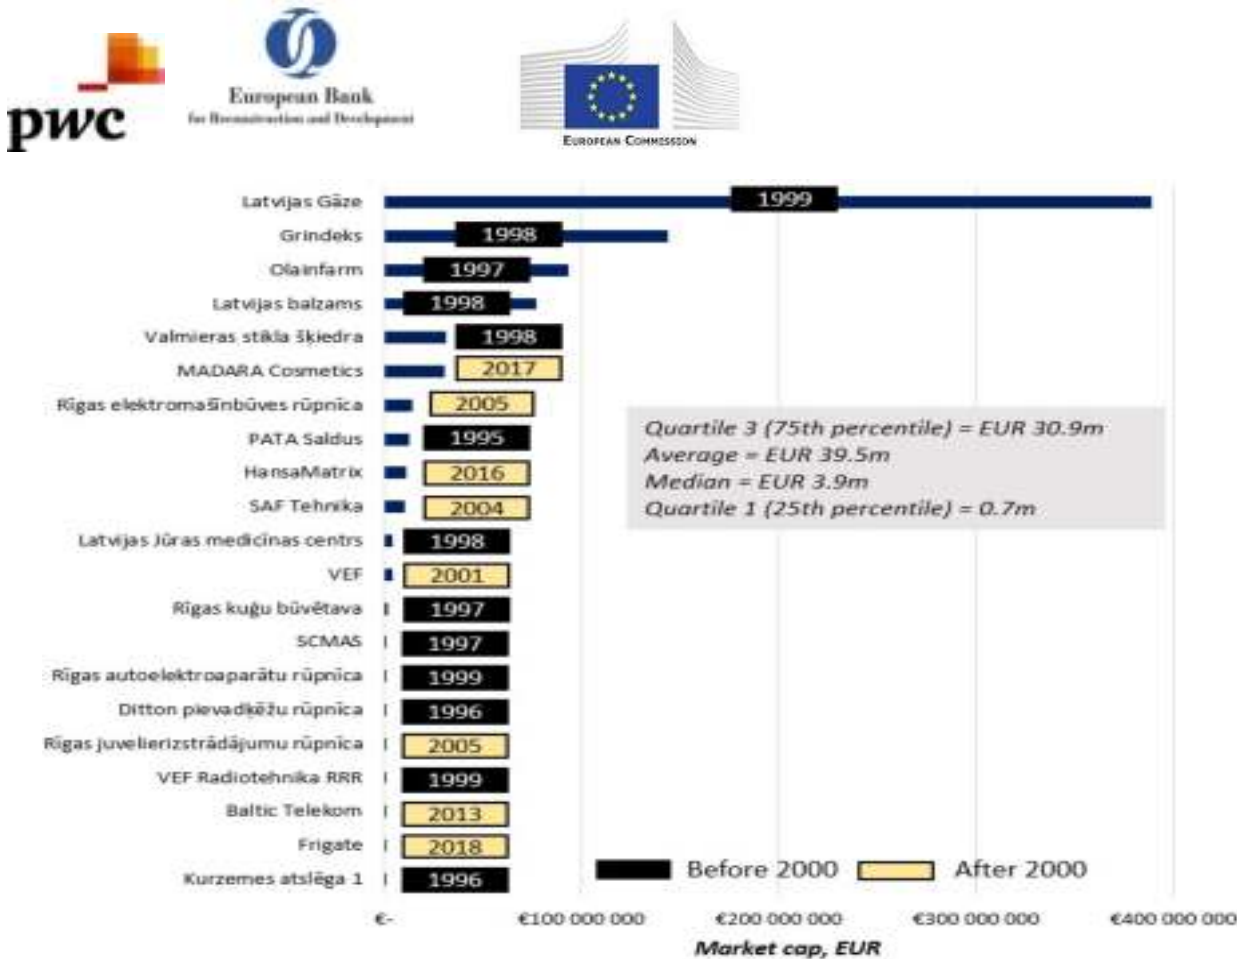 pwc
European Bank
for Reconstruction and Development
EUROPEAN COMMISSION
Latvijas Gāze 1999
Grindeks 1998
Olainfarm 1997
Latvijas balzams 1998
Valmieras stikla šķiedra 1998
MADARA Cosmetics 2017
Rīgas elektromašīnbūves rūpnīca 2005
PATA Saldus 1995
HansaMatrix 2016
SAF Tehnika 2004
Latvijas Jūras medicīnas centrs 1998
VEF 2001
Rīgas kuģu būvētava 1997
SCMAS 1997
Rīgas autoelektroaparātu rūpnīca 1999
Ditton pievadķēžu rūpnīca 1996
Rīgas juvelierizstrādājumu rūpnīca 2005
VEF Radiotehnika RRR 1999
Baltic Telekom 2013
Frigate 2018
Kurzemes atslēga 1 1996
Quartile 3 (75th percentile) = EUR 30.9m
Average = EUR 39.5m
Median = EUR 3.9m
Quartile 1 (25th percentile) = 0.7m
Before 2000 After 2000
€- €100 000 000 €200 000 000 €300 000 000 €400 000 000
Market cap, EUR